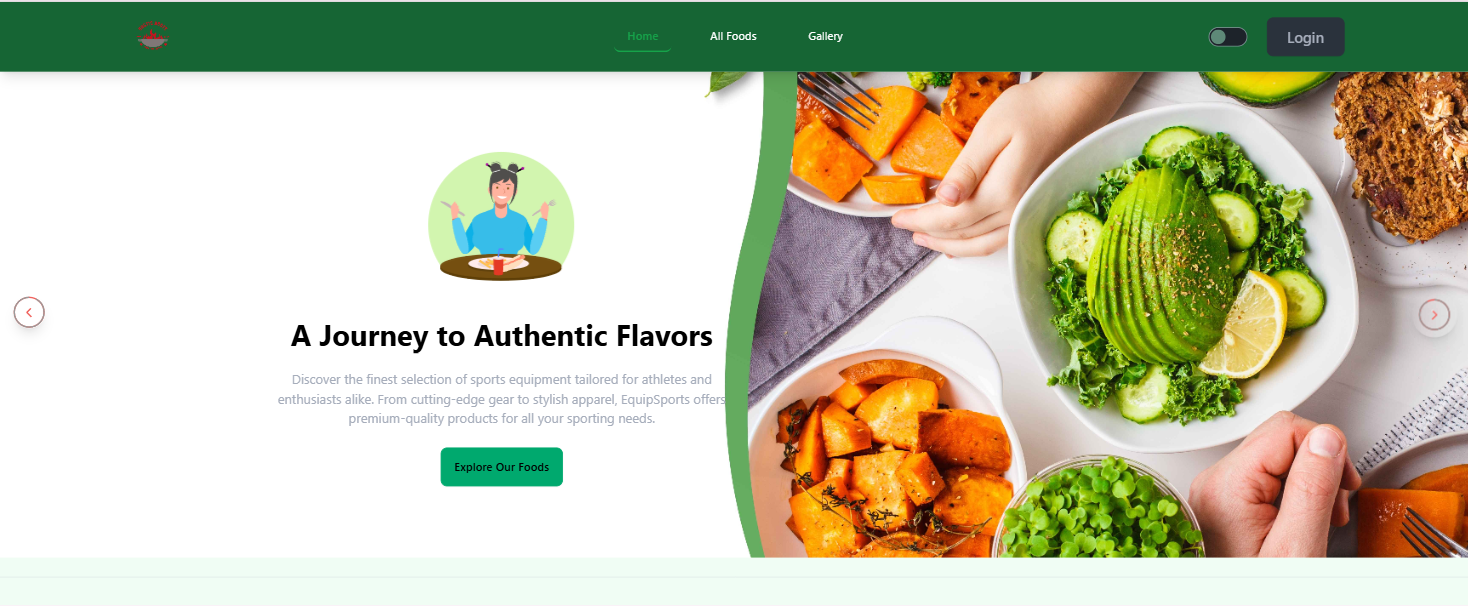 Home
All Foods
Gallery
Login
A Journey to Authentic Flavors
Discover the finest selection of sports equipment tailored for athletes and
enthusiasts alike. From cutting-edge gear to stylish apparel, EquipSports offers
premium-quality products for all your sporting needs.
Explore Our Foods